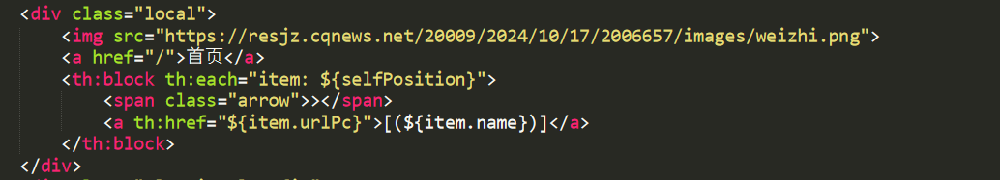 <div class="local">
<img src="https://resjz.cqnews.net/20009/2024/10/17/2006657/images/weizhi.png">
<a href="/">首页</a>
<th:block th:each="item: ${selfPosition}">
<span class="arrow">></span>
<a th:href="${item.urlPc}">[(${item.name})]</a>
</th:block>
</div>